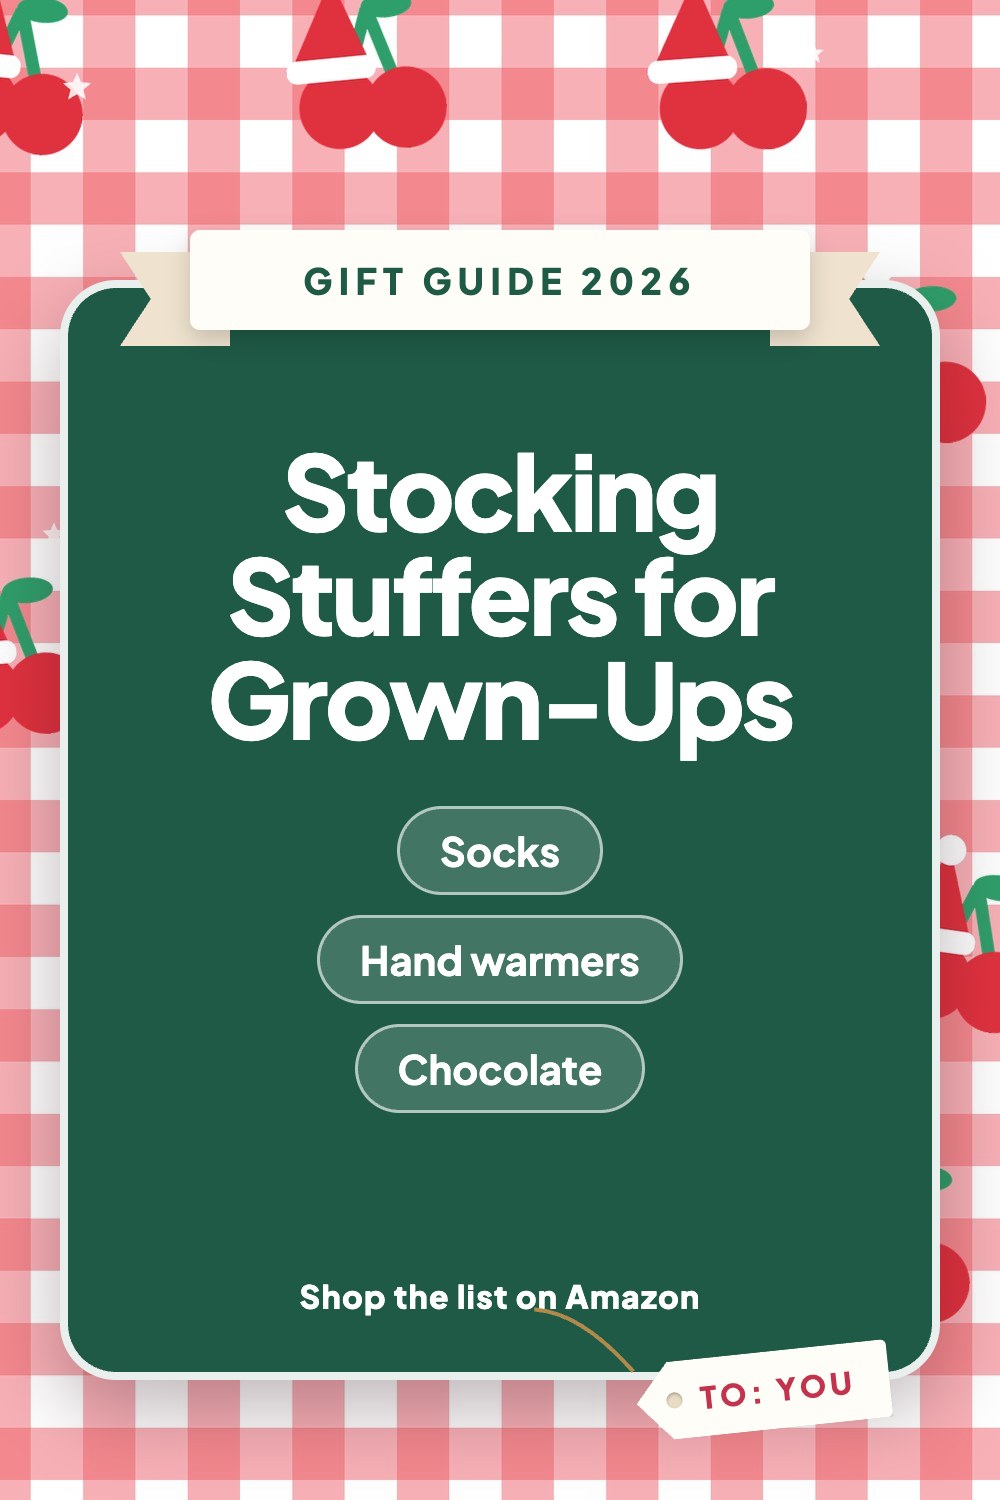 GIFT GUIDE 2026
Stocking
Stuffers for
Grown-Ups
Socks
Hand warmers
Chocolate
Shop the list on Amazon
TO: YOU